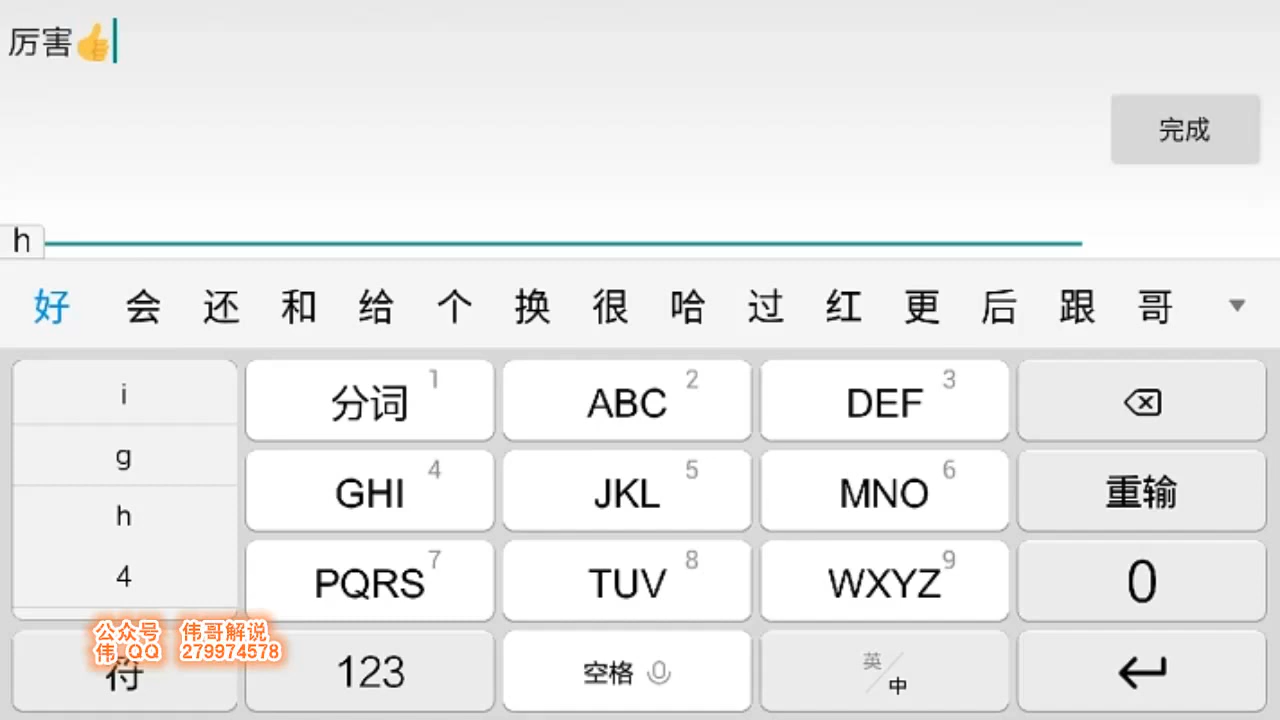 厉害👍
完成
h
好 会 还 和 给 个 换 很 哈 过 红 更 后 跟 哥
i
g
h
4
分词 1
ABC 2
DEF 3
GHI 4
JKL 5
MNO 6
重输
PQRS 7
TUV 8
WXYZ 9
0
公众号 伟哥解说
伟 QQ 279974578
符
123
空格
英/中